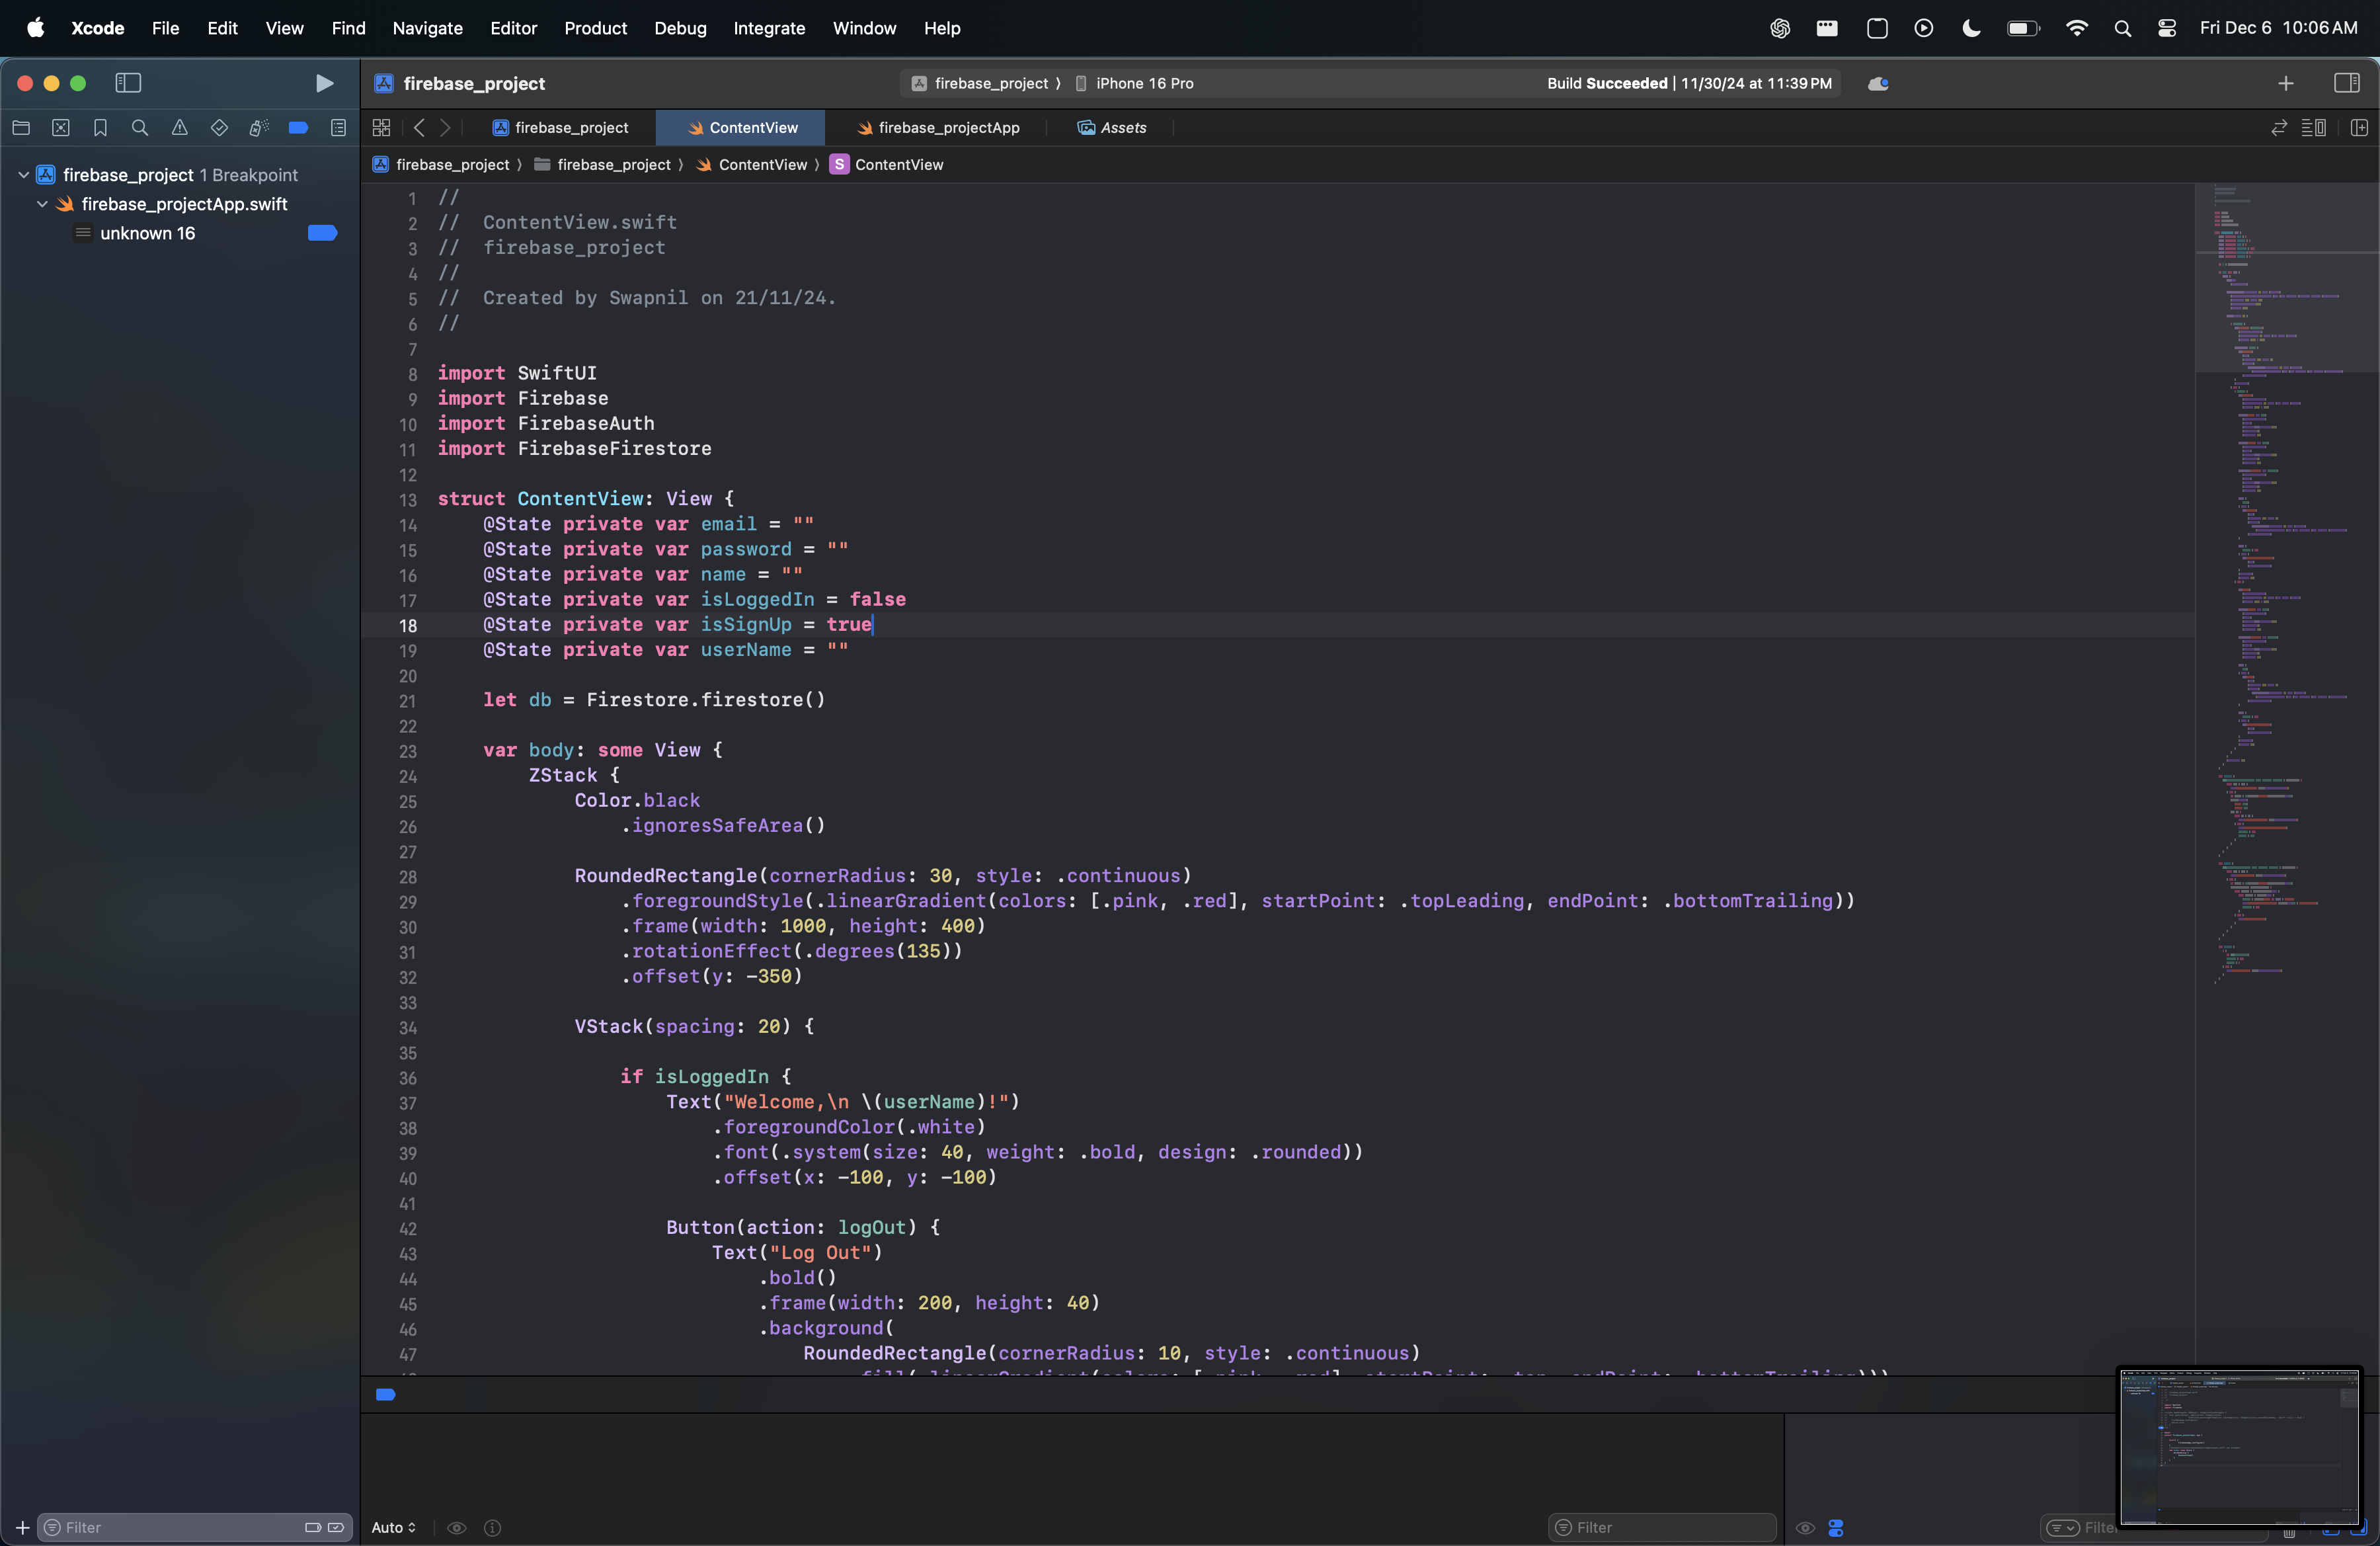 Xcode File Edit View Find Navigate Editor Product Debug Integrate Window Help Fri Dec 6 10:06 AM
firebase_project firebase_project iPhone 16 Pro Build Succeeded | 11/30/24 at 11:39 PM
firebase_project ContentView firebase_projectApp Assets
firebase_project firebase_project ContentView S ContentView
firebase_project 1 Breakpoint
firebase_projectApp.swift
unknown 16
1 //
2 // ContentView.swift
3 // firebase_project
4 //
5 // Created by Swapnil on 21/11/24.
6 //
7
8 import SwiftUI
9 import Firebase
10 import FirebaseAuth
11 import FirebaseFirestore
12
13 struct ContentView: View {
14 @State private var email = ""
15 @State private var password = ""
16 @State private var name = ""
17 @State private var isLoggedIn = false
18 @State private var isSignUp = true
19 @State private var userName = ""
20
21 let db = Firestore.firestore()
22
23 var body: some View {
24 ZStack {
25 Color.black
26 .ignoresSafeArea()
27
28 RoundedRectangle(cornerRadius: 30, style: .continuous)
29 .foregroundStyle(.linearGradient(colors: [.pink, .red], startPoint: .topLeading, endPoint: .bottomTrailing))
30 .frame(width: 1000, height: 400)
31 .rotationEffect(.degrees(135))
32 .offset(y: -350)
33
34 VStack(spacing: 20) {
35
36 if isLoggedIn {
37 Text("Welcome,\n \(userName)!")
38 .foregroundColor(.white)
39 .font(.system(size: 40, weight: .bold, design: .rounded))
40 .offset(x: -100, y: -100)
41
42 Button(action: logOut) {
43 Text("Log Out")
44 .bold()
45 .frame(width: 200, height: 40)
46 .background(
47 RoundedRectangle(cornerRadius: 10, style: .continuous)
Filter Auto Filter Filter